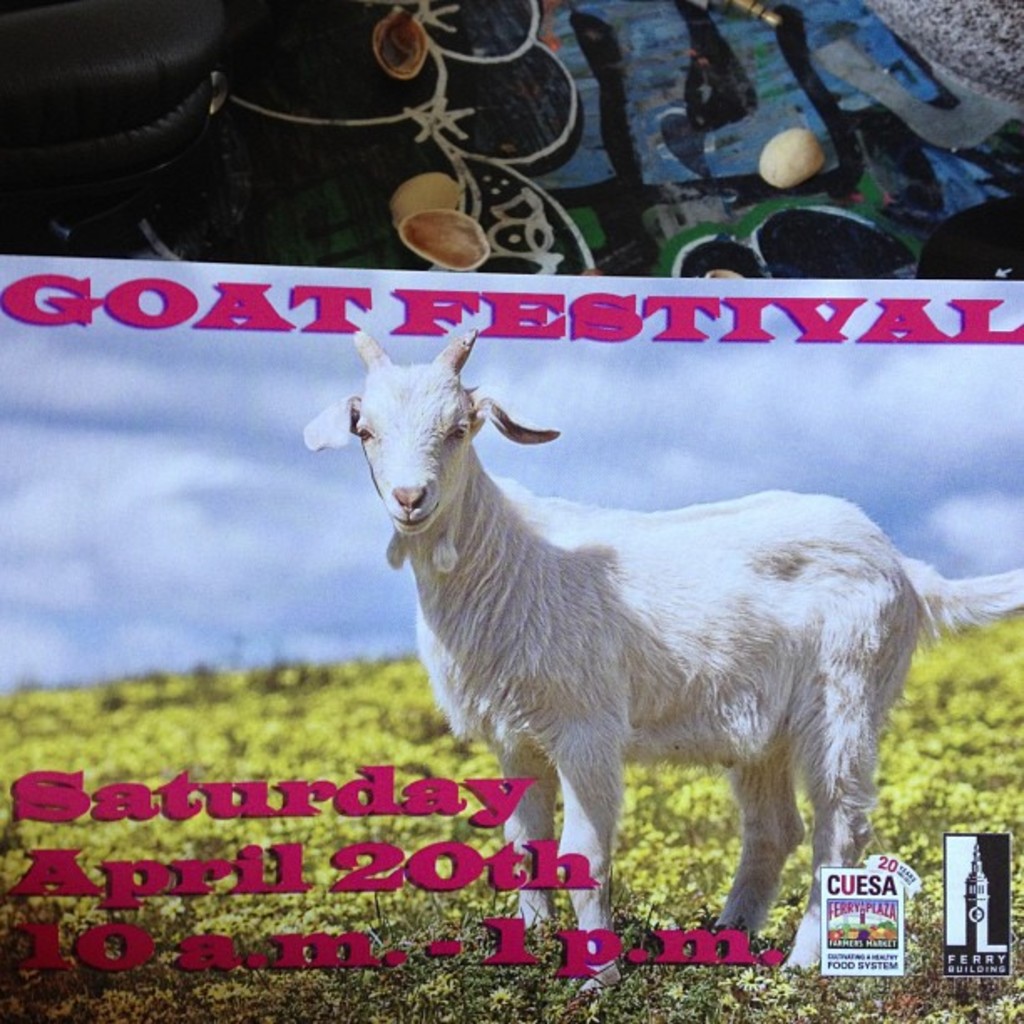 GOAT FESTIVAL
Saturday
April 20th
10 a.m. - 1 p.m.
20 YEARS
CUESA
FERRY PLAZA
FARMERS MARKET
CULTIVATING A HEALTHY
FOOD SYSTEM
FERRY
BUILDING